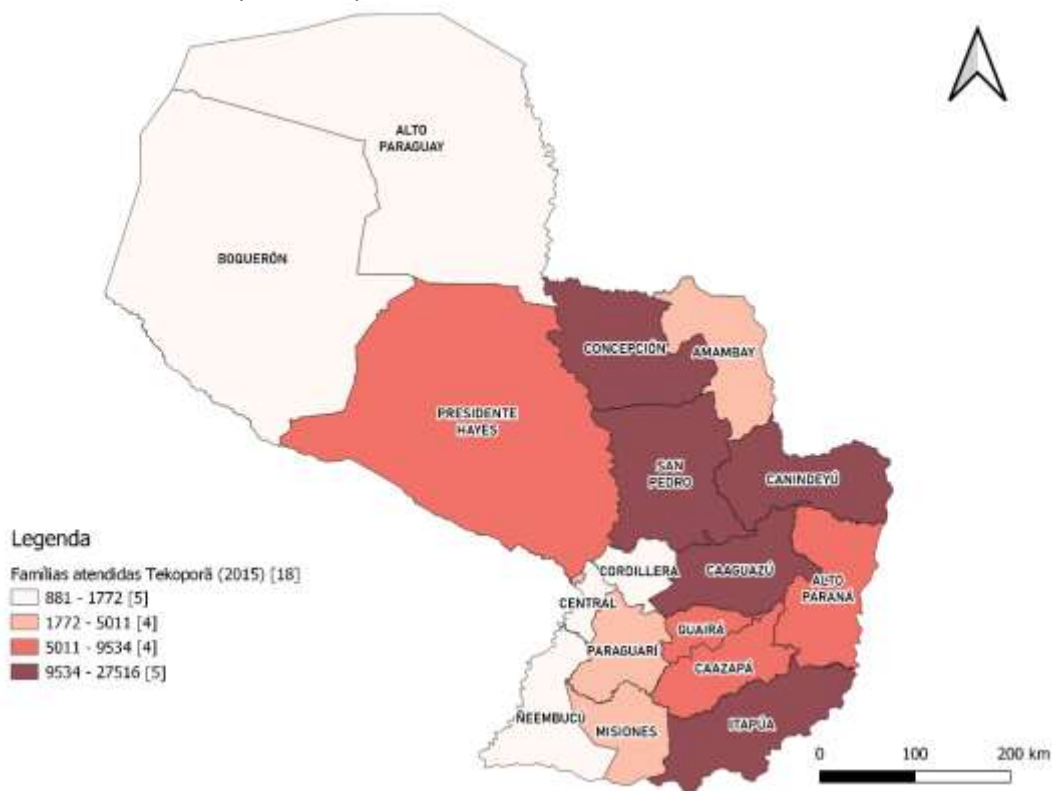 ALTO
PARAGUAY
BOQUERÓN
CONCEPCIÓN
AMAMBAY
PRESIDENTE
HAYES
SAN
PEDRO
CANINDEYÚ
Legenda
Famílias atendidas Tekoporã (2015) [18]
881 - 1772 [5]
1772 - 5011 [4]
5011 - 9534 [4]
9534 - 27516 [5]
CORDILLERA
CAAGUAZÚ
ALTO
PARANÁ
CENTRAL
GUAIRÁ
PARAGUARÍ
CAAZAPÁ
ÑEEMBUCÚ
MISIONES
ITAPÚA
0 100 200 km